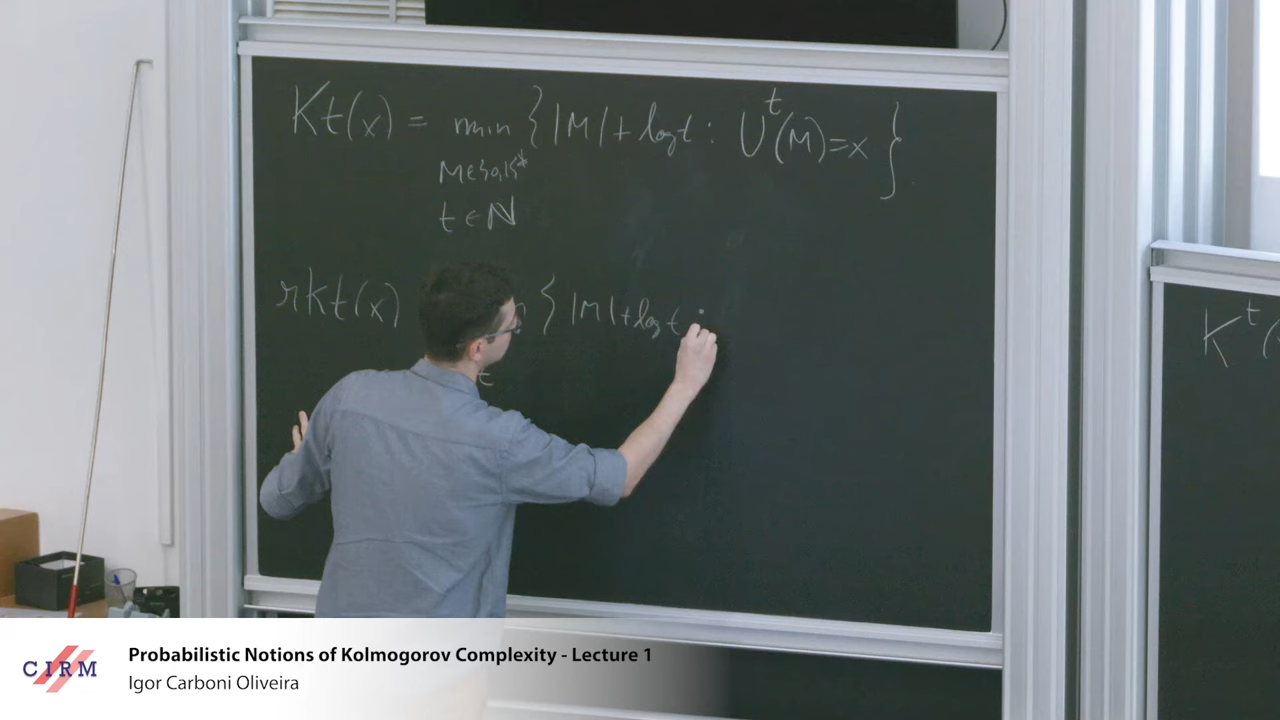 Kt(x) = min { |M| + log t : U^t(M) = x }
M ∈ {0,1}*
t ∈ ℕ
rKt(x) { |M| + log t :
t
K^t(
CIRM
Probabilistic Notions of Kolmogorov Complexity - Lecture 1
Igor Carboni Oliveira